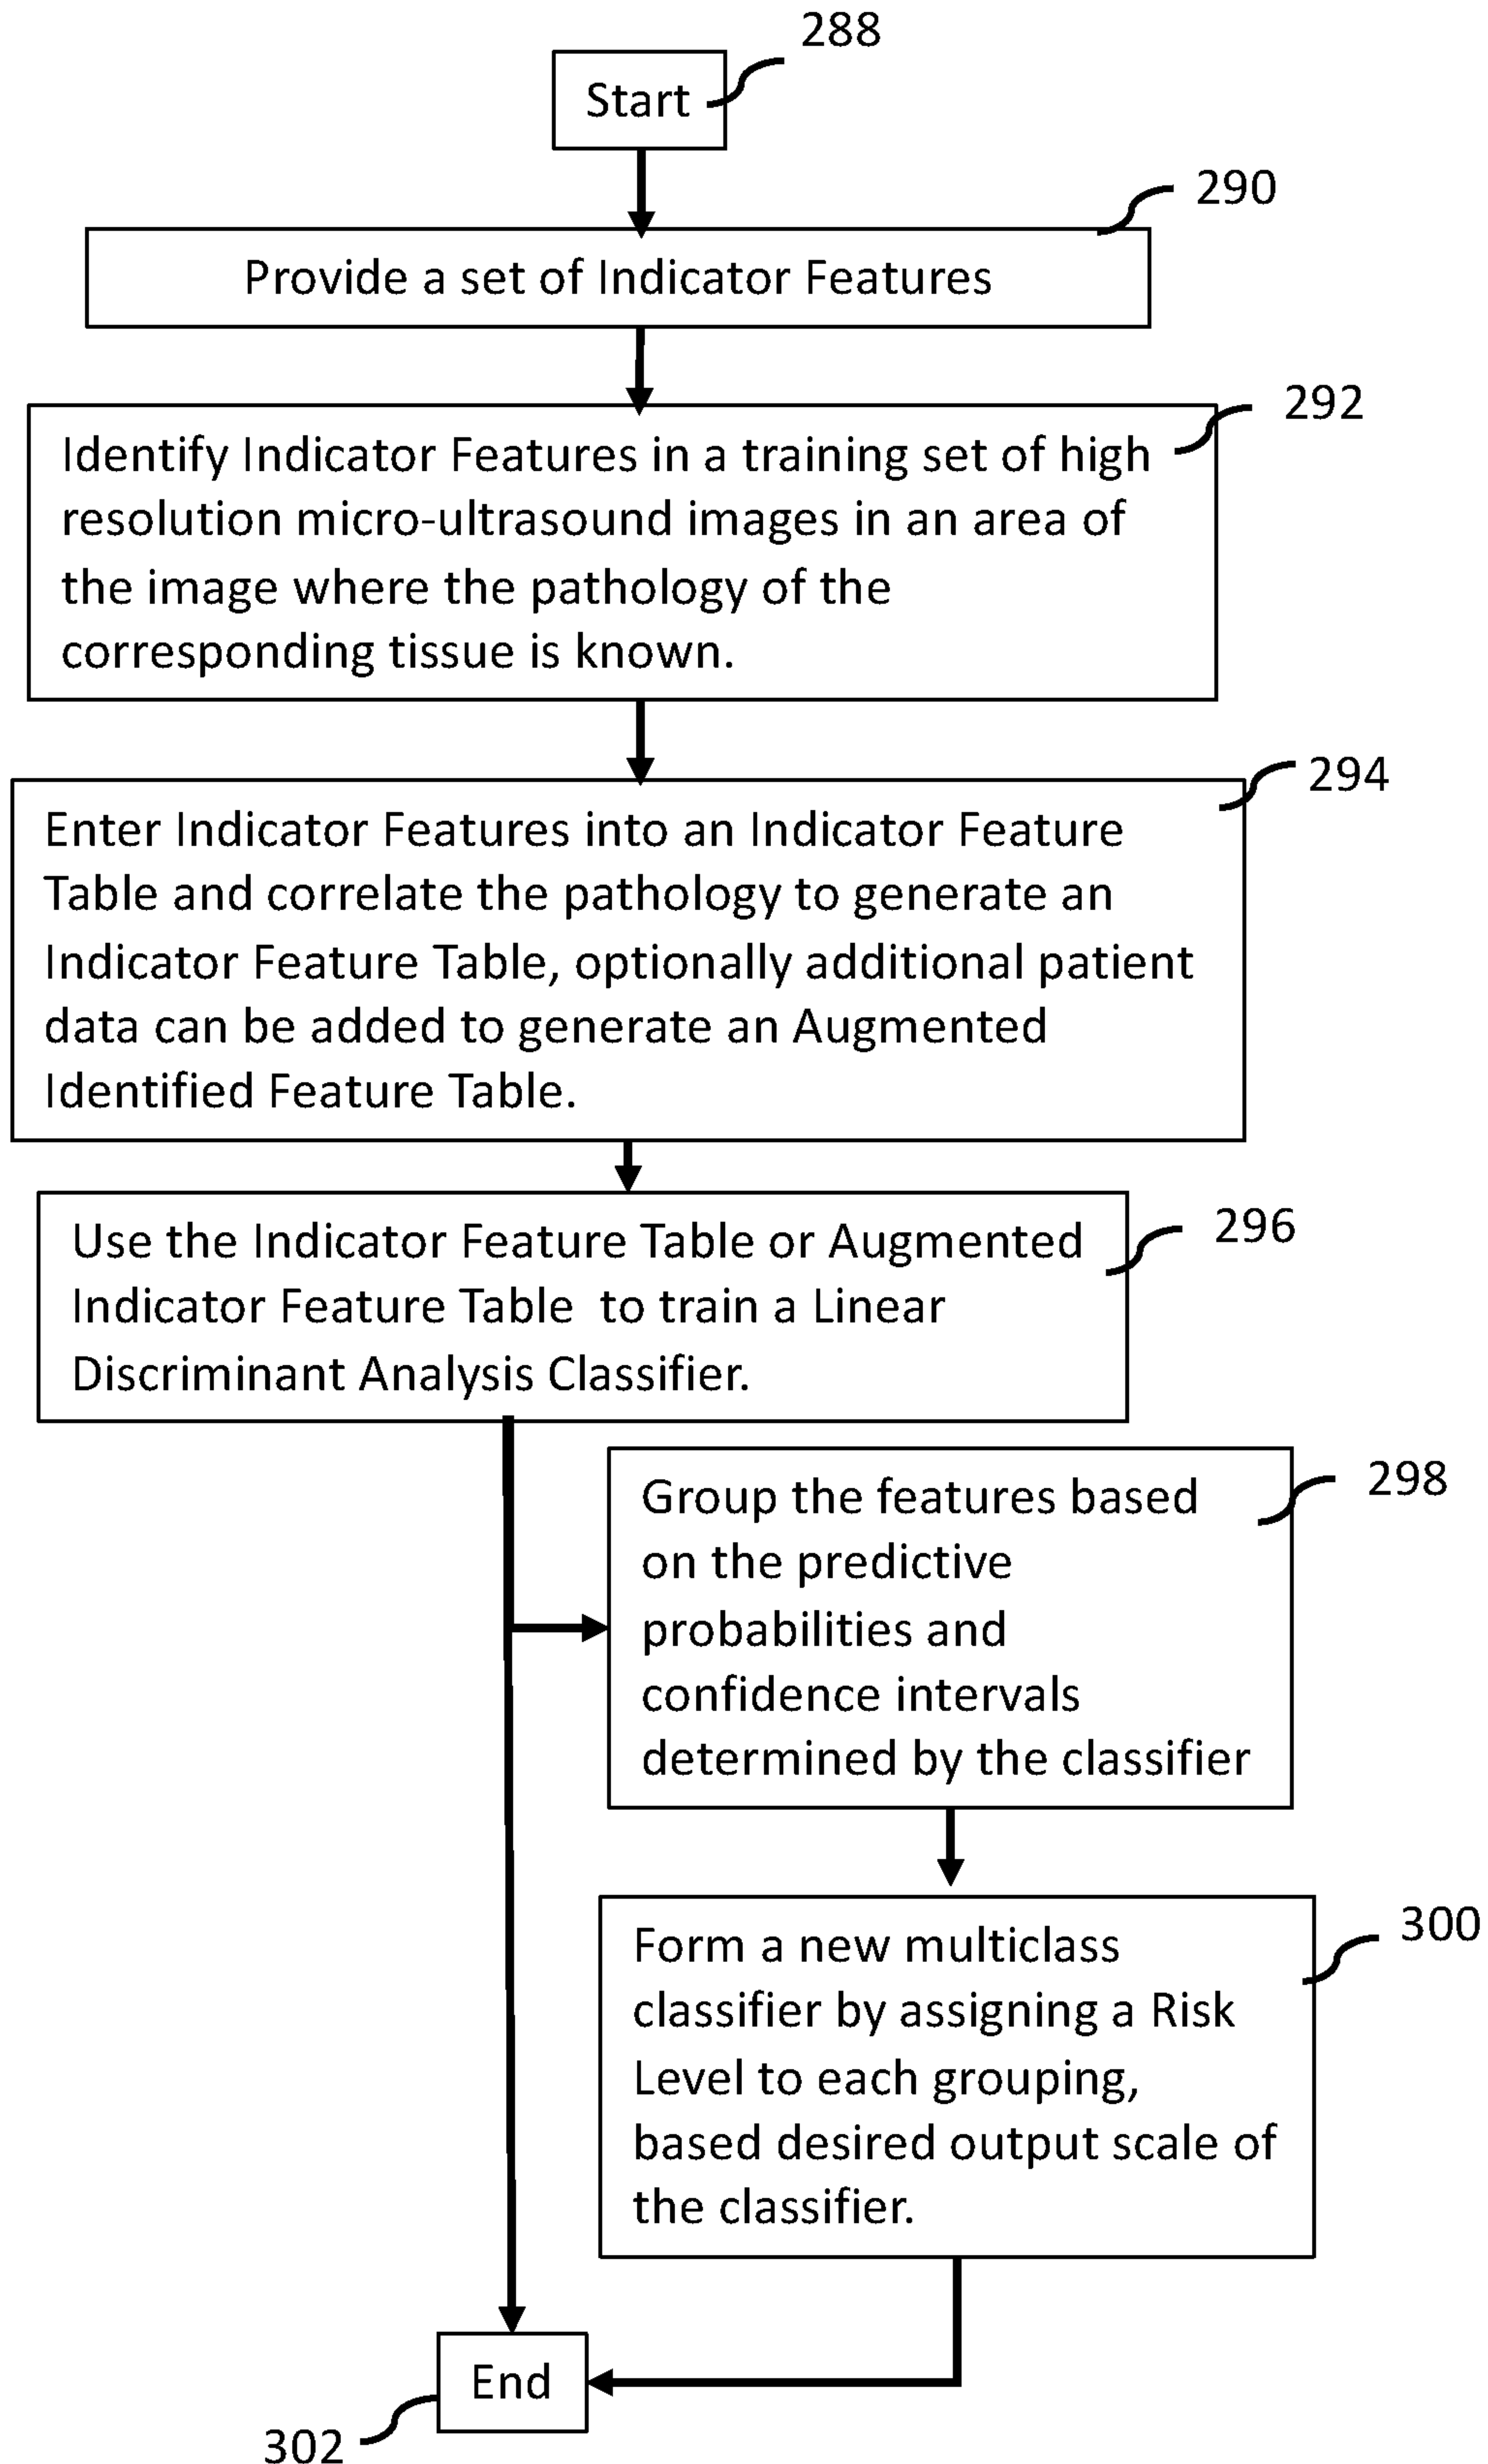 288
Start
290
Provide a set of Indicator Features
292
Identify Indicator Features in a training set of high
resolution micro-ultrasound images in an area of
the image where the pathology of the
corresponding tissue is known.
294
Enter Indicator Features into an Indicator Feature
Table and correlate the pathology to generate an
Indicator Feature Table, optionally additional patient
data can be added to generate an Augmented
Identified Feature Table.
296
Use the Indicator Feature Table or Augmented
Indicator Feature Table to train a Linear
Discriminant Analysis Classifier.
298
Group the features based
on the predictive
probabilities and
confidence intervals
determined by the classifier
300
Form a new multiclass
classifier by assigning a Risk
Level to each grouping,
based desired output scale of
the classifier.
End
302